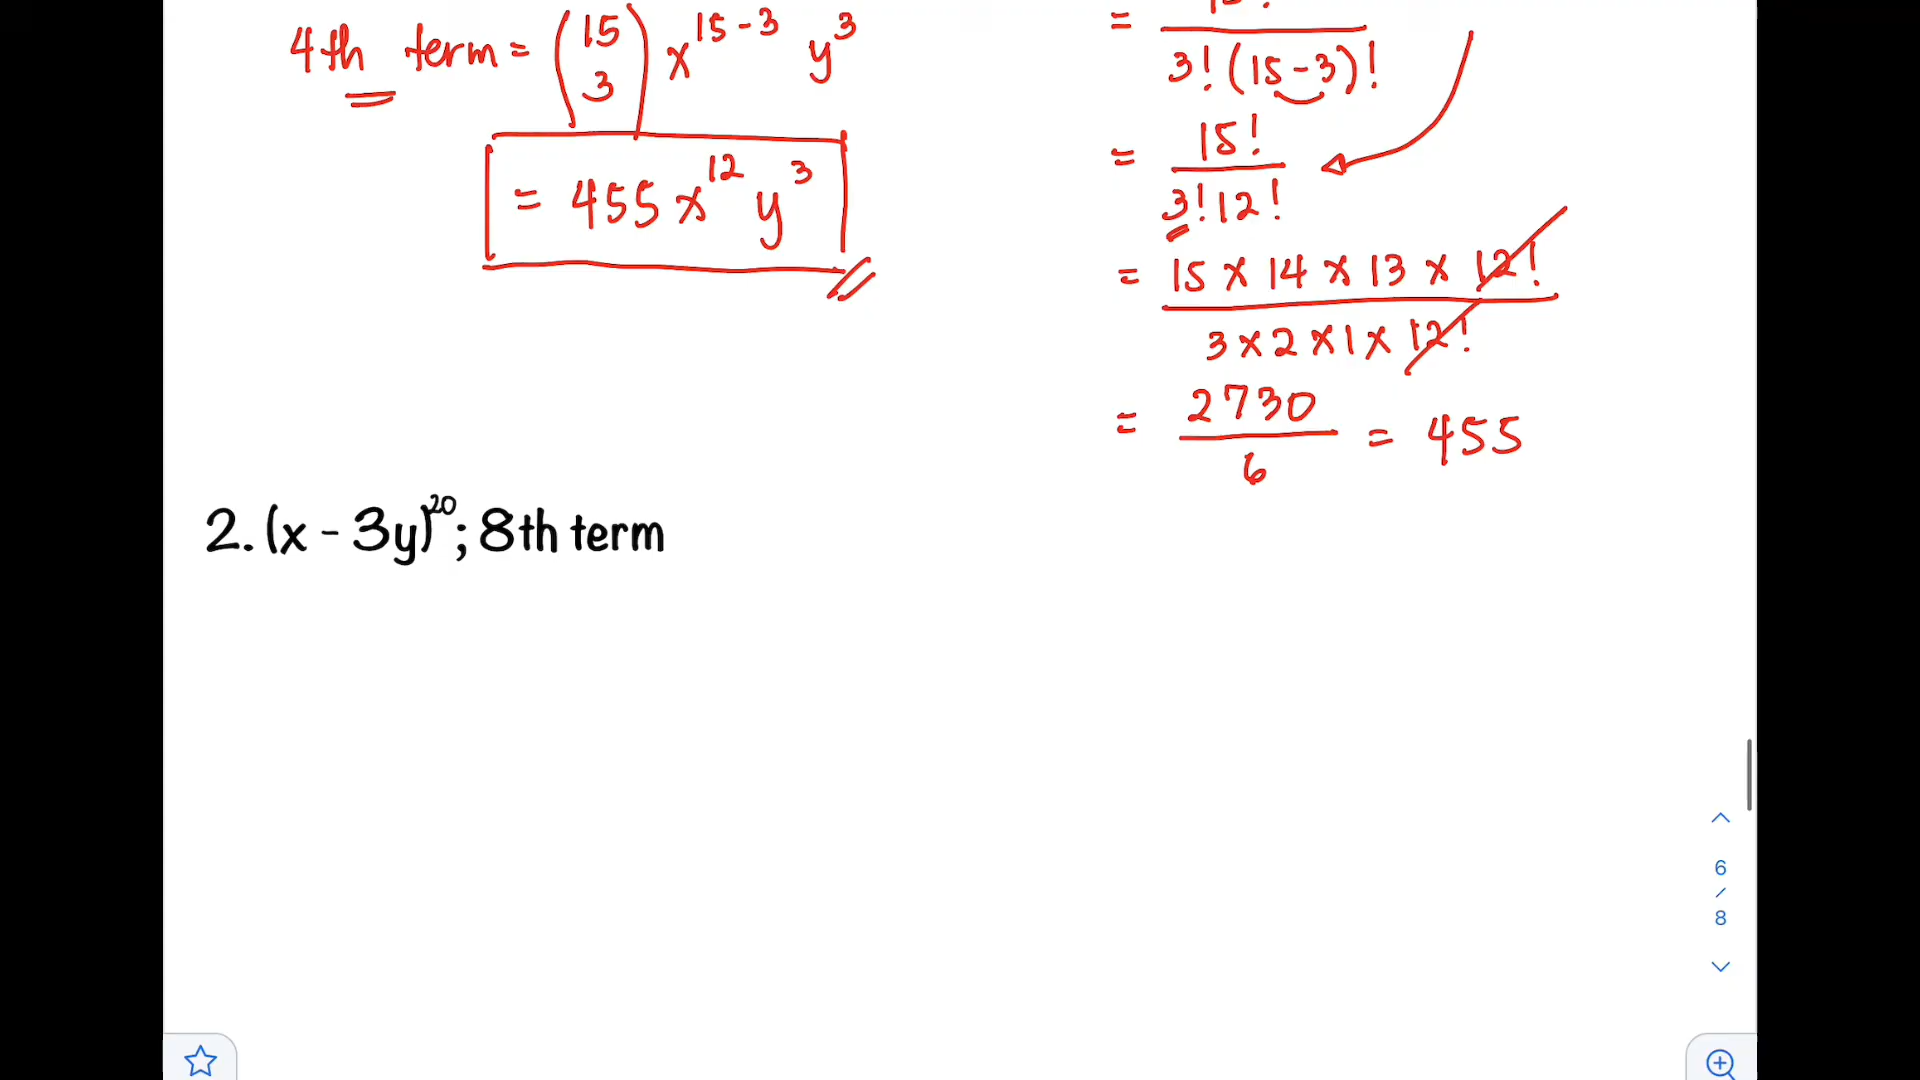 4th term = (15 3) x^15-3 y^3
= 455 x^12 y^3
=
3!(15-3)!
= 15!
3!12!
= 15 x 14 x 13 x 12!
3 x 2 x 1 x 12!
= 2730 / 6 = 455
2. (x - 3y)^20; 8th term
6
/
8